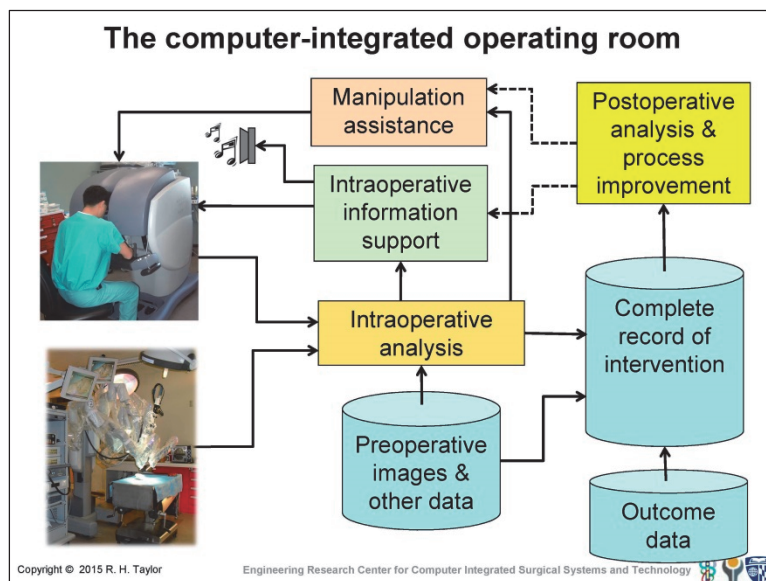 The computer-integrated operating room
Manipulation
assistance
Postoperative
analysis &
process
improvement
Intraoperative
information
support
Intraoperative
analysis
Complete
record of
intervention
Preoperative
images &
other data
Outcome
data
Copyright © 2015 R. H. Taylor
Engineering Research Center for Computer Integrated Surgical Systems and Technology